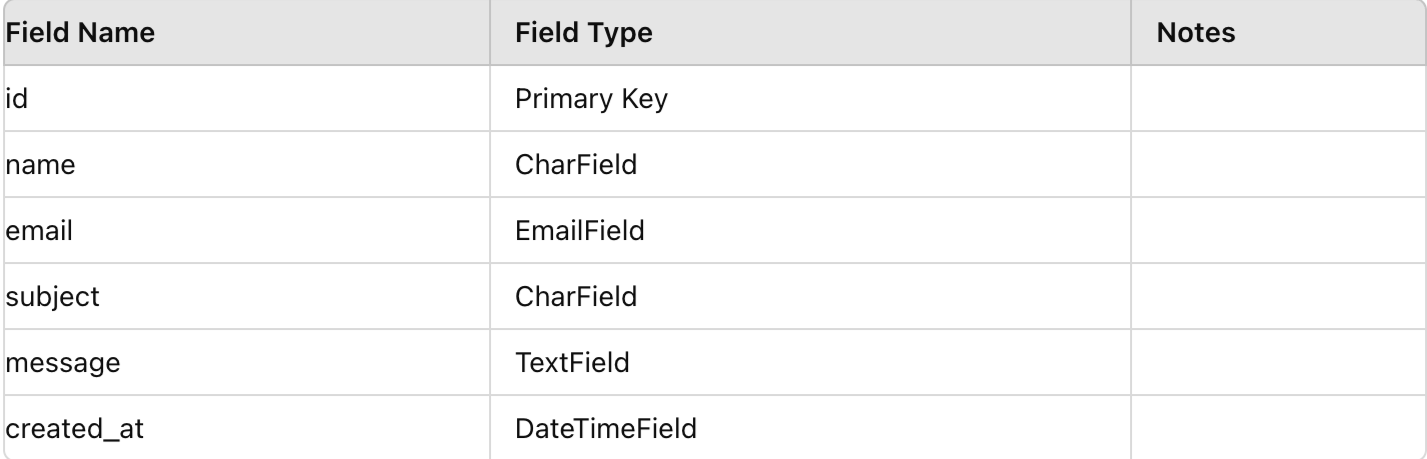 Field Name Field Type Notes
id Primary Key
name CharField
email EmailField
subject CharField
message TextField
created_at DateTimeField